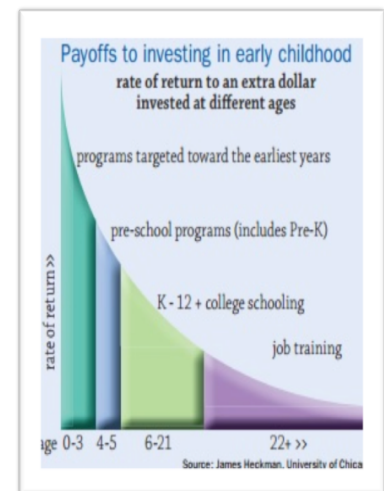 Payoffs to investing in early childhood
rate of return to an extra dollar
invested at different ages
programs targeted toward the earliest years
pre-school programs (includes Pre-K)
K - 12 + college schooling
job training
rate of return >>
age 0-3 4-5 6-21 22+ >>
Source: James Heckman, University of Chica